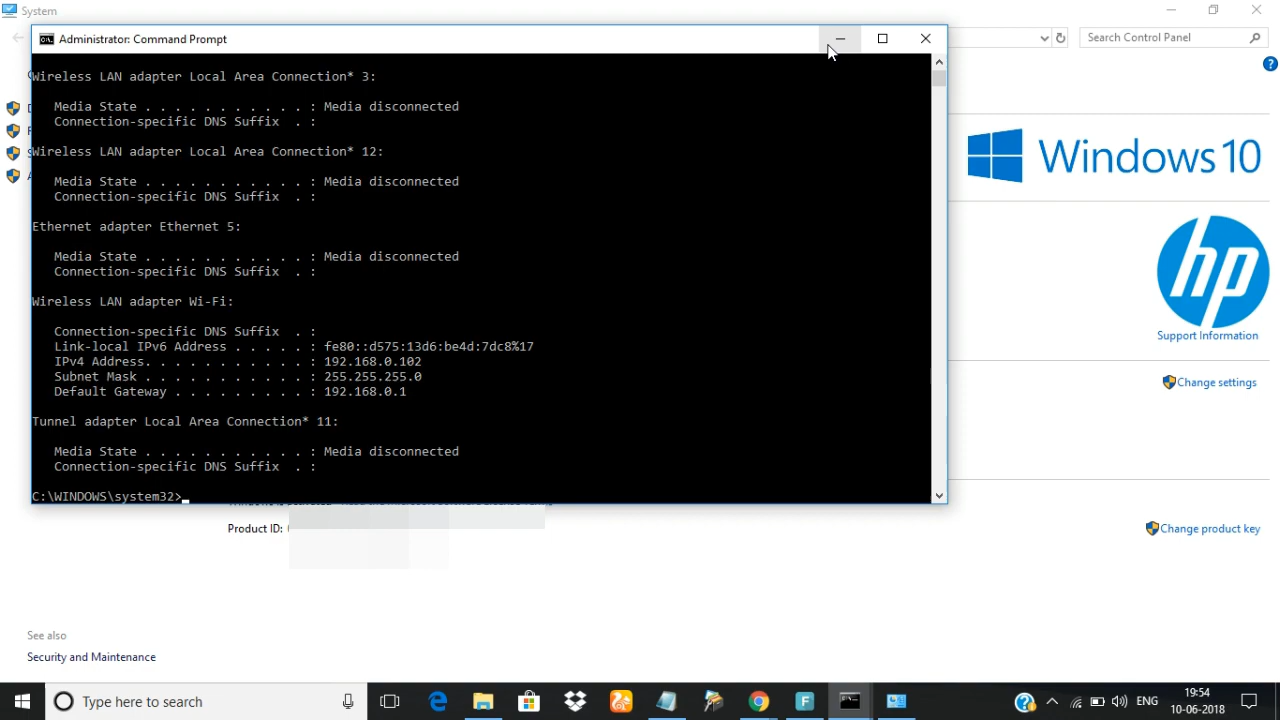 System
Administrator: Command Prompt
Search Control Panel
Wireless LAN adapter Local Area Connection* 3:
Media State . . . . . . . . . . . : Media disconnected
Connection-specific DNS Suffix  . :
Wireless LAN adapter Local Area Connection* 12:
Media State . . . . . . . . . . . : Media disconnected
Connection-specific DNS Suffix  . :
Ethernet adapter Ethernet 5:
Media State . . . . . . . . . . . : Media disconnected
Connection-specific DNS Suffix  . :
Wireless LAN adapter Wi-Fi:
Connection-specific DNS Suffix  . :
Link-local IPv6 Address . . . . . : fe80::d575:13d6:be4d:7dc8%17
IPv4 Address. . . . . . . . . . . : 192.168.0.102
Subnet Mask . . . . . . . . . . . : 255.255.255.0
Default Gateway . . . . . . . . . : 192.168.0.1
Tunnel adapter Local Area Connection* 11:
Media State . . . . . . . . . . . : Media disconnected
Connection-specific DNS Suffix  . :
C:\WINDOWS\system32>
Windows 10
hp
Support Information
Change settings
Product ID:
Change product key
See also
Security and Maintenance
Type here to search
F
ENG
19:54
10-06-2018